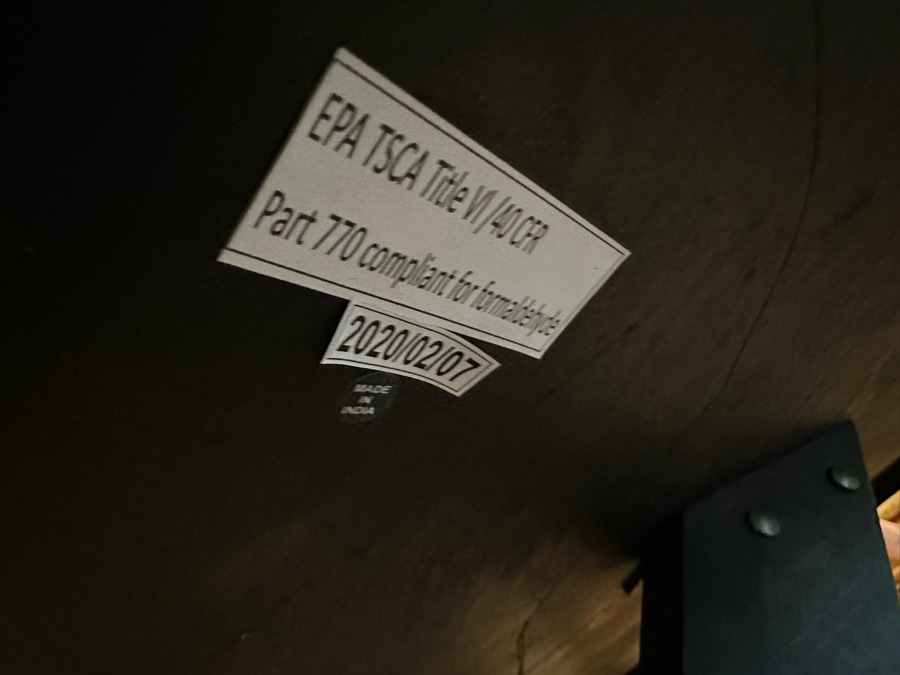 EPA TSCA Title VI /40 CFR
Part 770 compliant for formaldehyde
2020/02/07
MADE
IN
INDIA